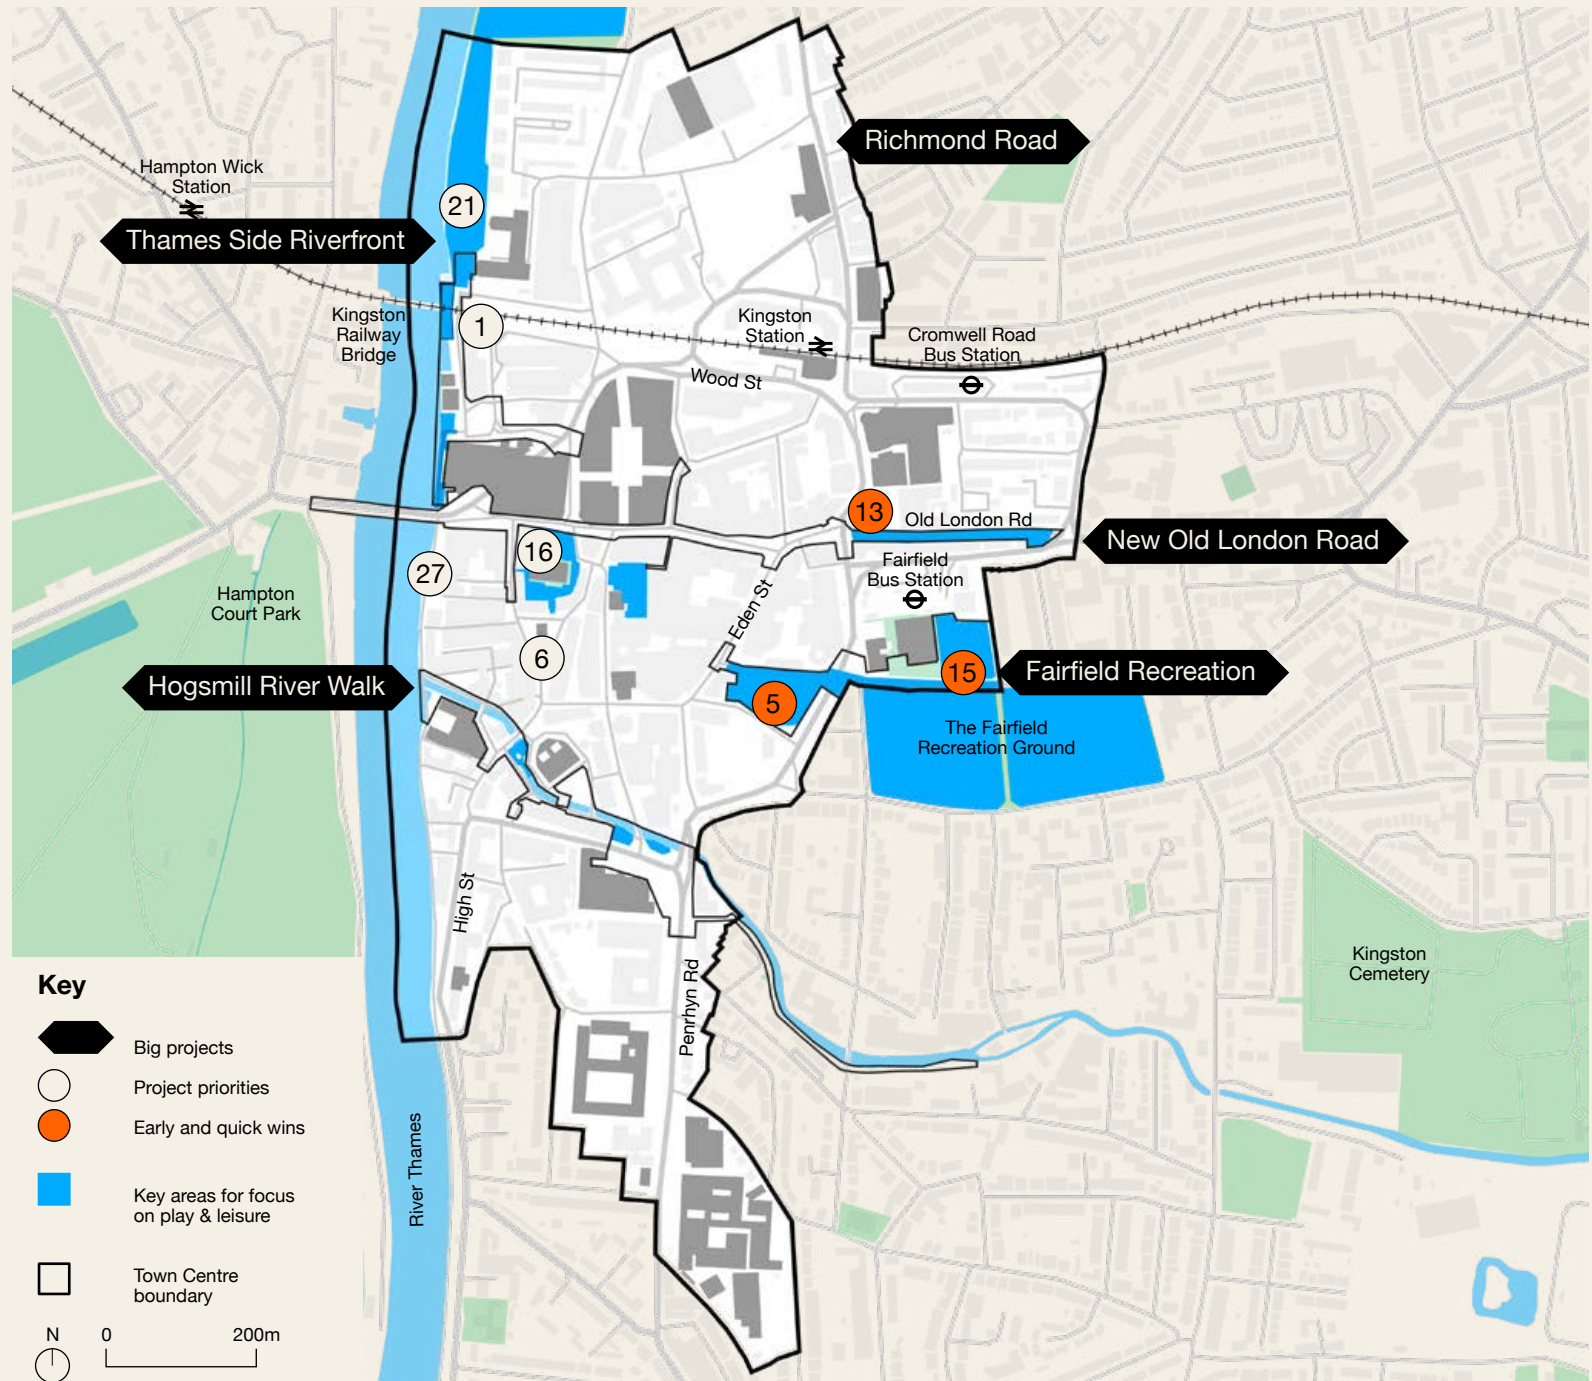 Richmond Road
Hampton Wick
Station
21
Thames Side Riverfront
Kingston
Railway
Bridge
1
Kingston
Station
Cromwell Road
Bus Station
Wood St
13
Old London Rd
New Old London Road
16
27
Fairfield
Bus Station
Hampton
Court Park
Eden St
6
Hogsmill River Walk
15
Fairfield Recreation
5
The Fairfield
Recreation Ground
High St
Penrhyn Rd
Kingston
Cemetery
River Thames
Key
Big projects
Project priorities
Early and quick wins
Key areas for focus
on play & leisure
Town Centre
boundary
N
0
200m